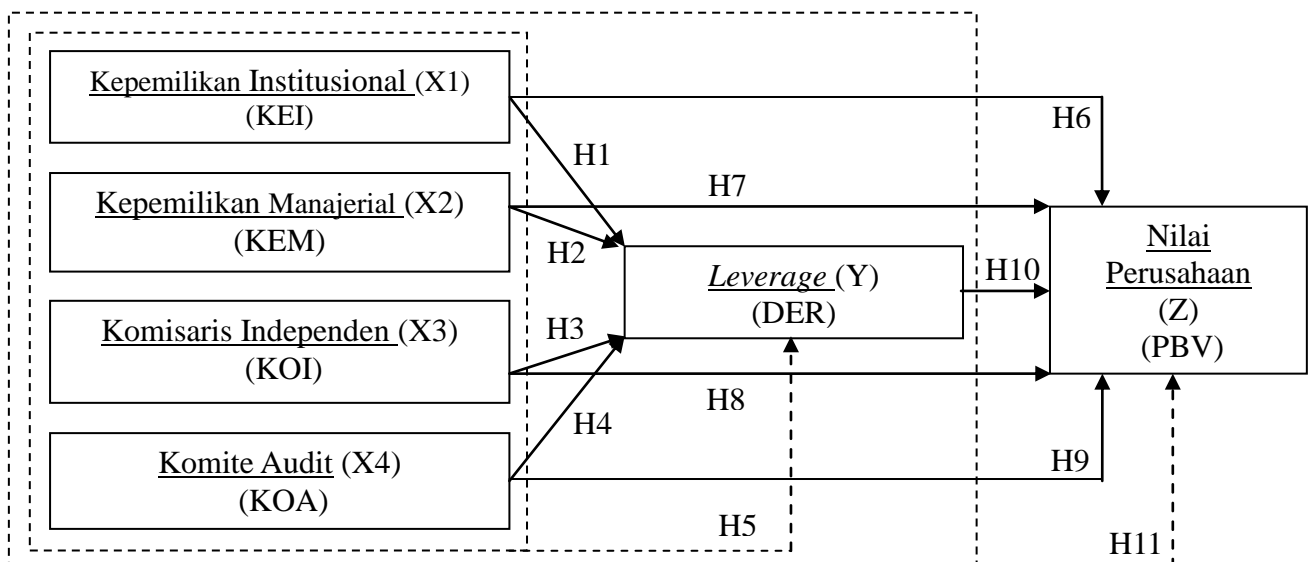 Kepemilikan Institusional (X1)
(KEI)
H6
H1
Kepemilikan Manajerial (X2)
(KEM)
H7
H2
Leverage (Y)
(DER)
H10
Nilai
Perusahaan
(Z)
(PBV)
Komisaris Independen (X3)
(KOI)
H3
H8
H4
Komite Audit (X4)
(KOA)
H9
H5
H11